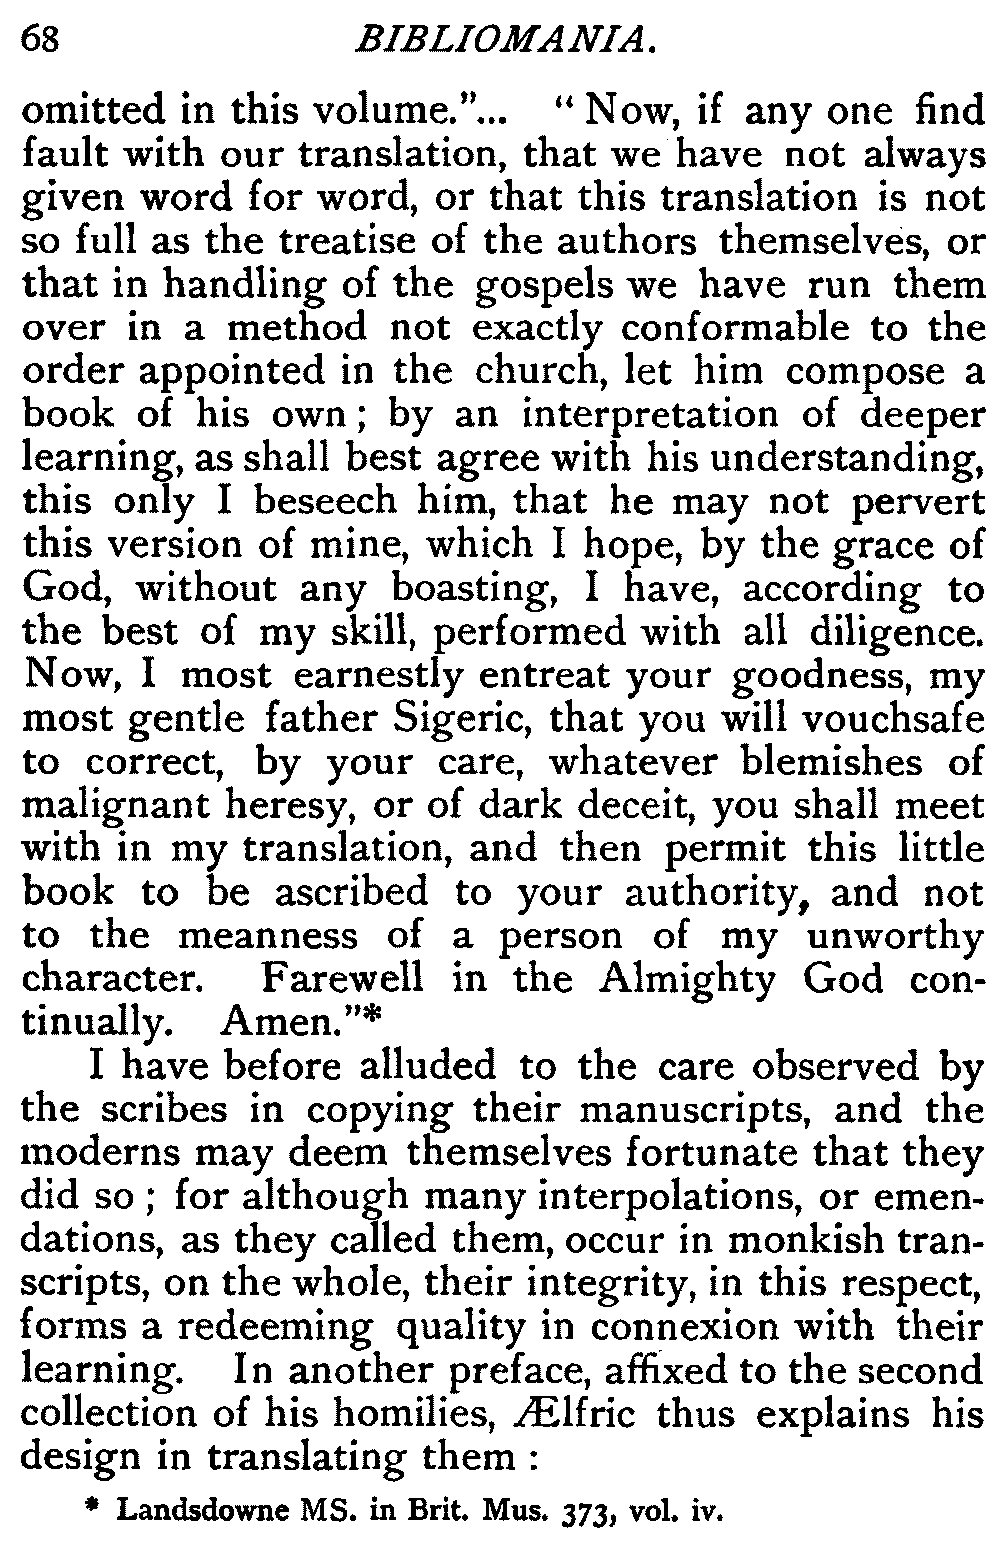 68 BIBLIOMANIA.
omitted in this volume."... "Now, if any one find
fault with our translation, that we have not always
given word for word, or that this translation is not
so full as the treatise of the authors themselves, or
that in handling of the gospels we have run them
over in a method not exactly conformable to the
order appointed in the church, let him compose a
book of his own; by an interpretation of deeper
learning, as shall best agree with his understanding,
this only I beseech him, that he may not pervert
this version of mine, which I hope, by the grace of
God, without any boasting, I have, according to
the best of my skill, performed with all diligence.
Now, I most earnestly entreat your goodness, my
most gentle father Sigeric, that you will vouchsafe
to correct, by your care, whatever blemishes of
malignant heresy, or of dark deceit, you shall meet
with in my translation, and then permit this little
book to be ascribed to your authority, and not
to the meanness of a person of my unworthy
character. Farewell in the Almighty God con-
tinually. Amen."*
I have before alluded to the care observed by
the scribes in copying their manuscripts, and the
moderns may deem themselves fortunate that they
did so; for although many interpolations, or emen-
dations, as they called them, occur in monkish tran-
scripts, on the whole, their integrity, in this respect,
forms a redeeming quality in connexion with their
learning. In another preface, affixed to the second
collection of his homilies, Ælfric thus explains his
design in translating them:
* Landsdowne MS. in Brit. Mus. 373, vol. iv.